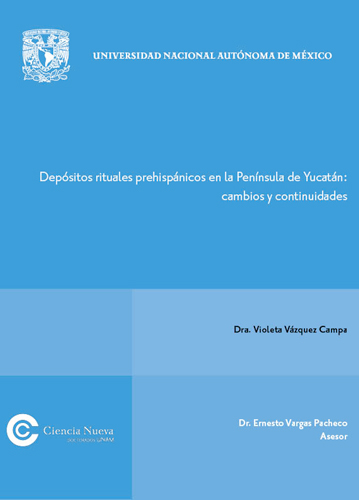 UNIVERSIDAD NACIONAL AUTÓNOMA DE MÉXICO
Depósitos rituales prehispánicos en la Península de Yucatán:
cambios y continuidades
Dra. Violeta Vázquez Campa
Ciencia Nueva
Dr. Ernesto Vargas Pacheco
Asesor